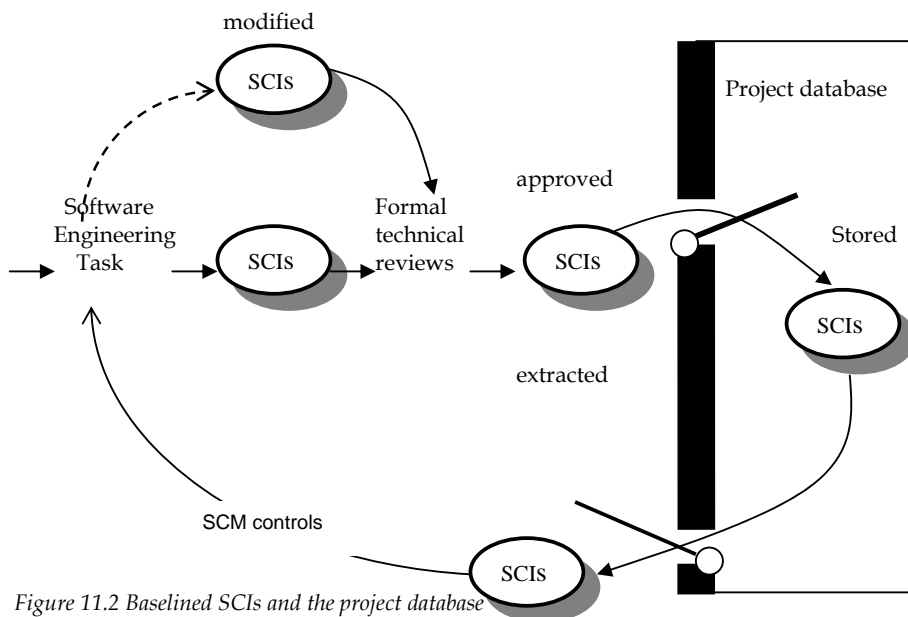 modified
SCIs
Project database
approved
Software
Engineering
Task
SCIs
Formal
technical
reviews
SCIs
Stored
SCIs
extracted
SCM controls
SCIs
Figure 11.2 Baselined SCIs and the project database